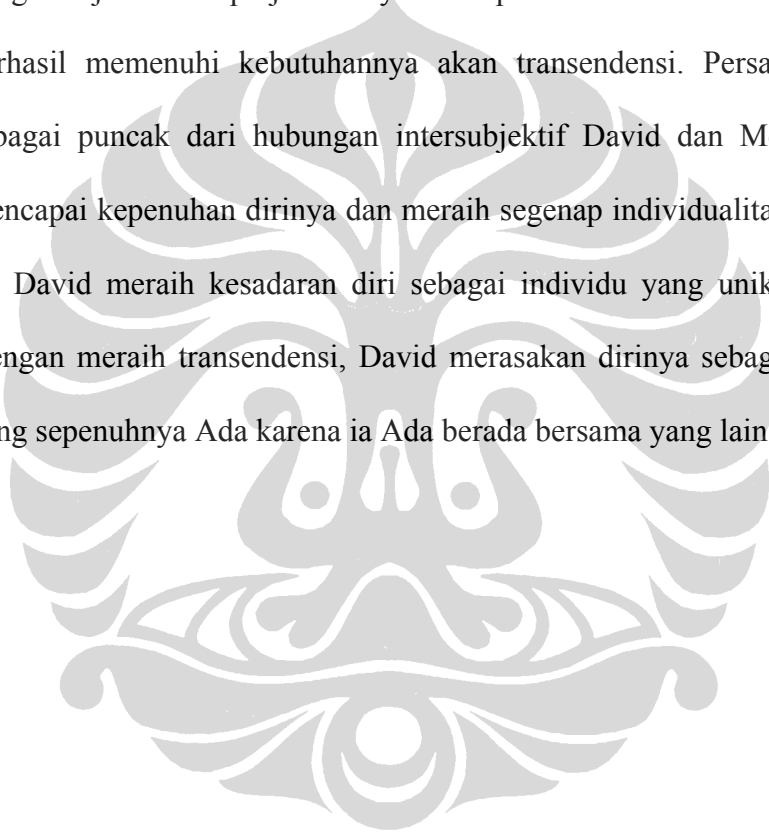 rhasil memenuhi kebutuhannya akan transendensi. Persa
bagai puncak dari hubungan intersubjektif David dan M
encapai kepenuhan dirinya dan meraih segenap individualita
David meraih kesadaran diri sebagai individu yang unik
engan meraih transendensi, David merasakan dirinya sebag
ng sepenuhnya Ada karena ia Ada berada bersama yang lain